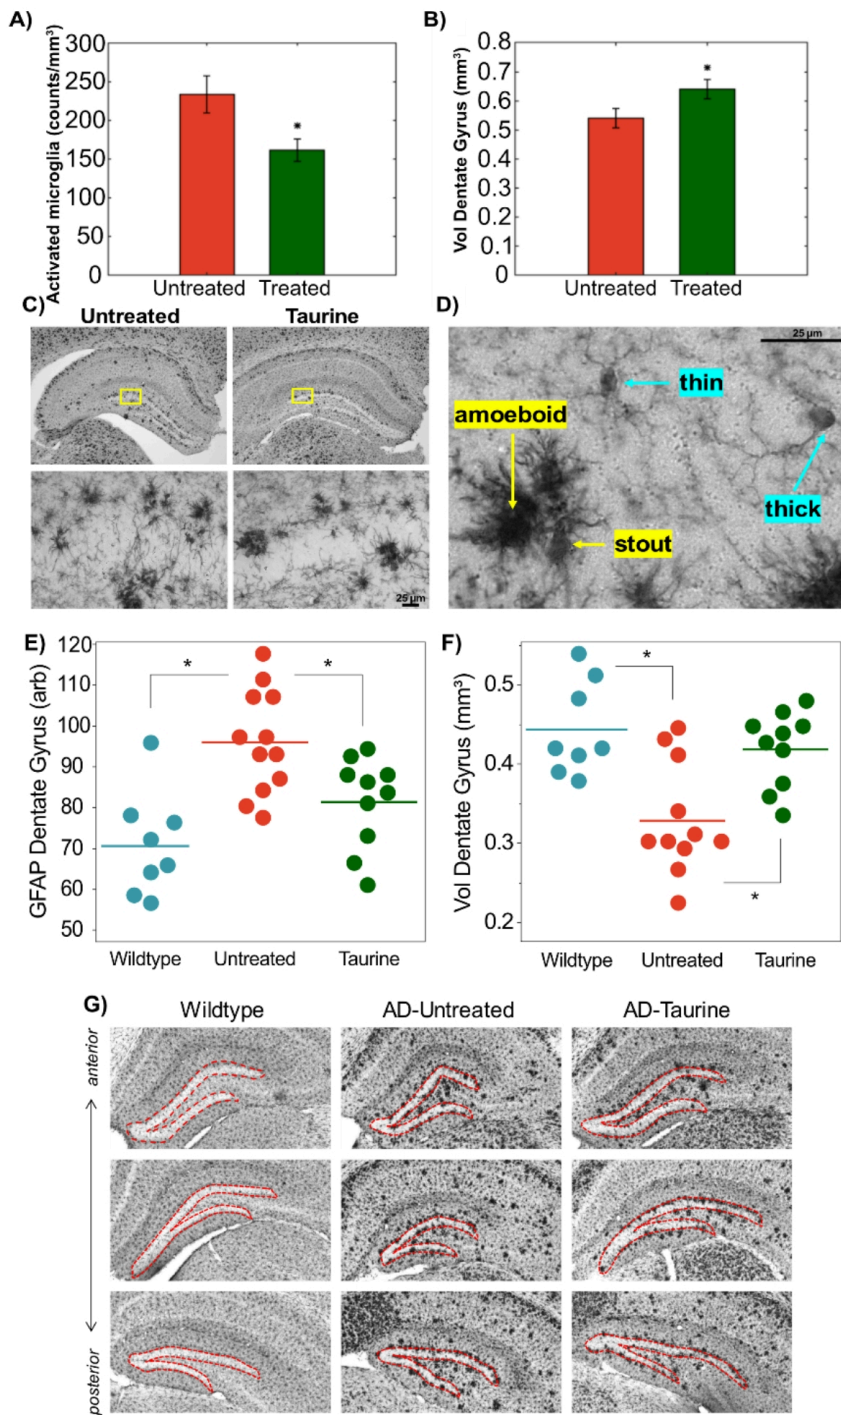 A)
Activated microglia (counts/mm³)
300
250
200
150
100
50
0
*
Untreated Treated
B)
Vol Dentate Gyrus (mm³)
0.8
0.7
0.6
0.5
0.4
0.3
0.2
0.1
0
*
Untreated Treated
C)
Untreated Taurine
25 µm
D)
25 µm
thin
amoeboid
thick
stout
E)
GFAP Dentate Gyrus (arb)
120
110
100
90
80
70
60
50
* *
Wildtype Untreated Taurine
F)
Vol Dentate Gyrus (mm³)
0.5
0.4
0.3
0.2
*
*
Wildtype Untreated Taurine
G)
Wildtype AD-Untreated AD-Taurine
anterior
posterior